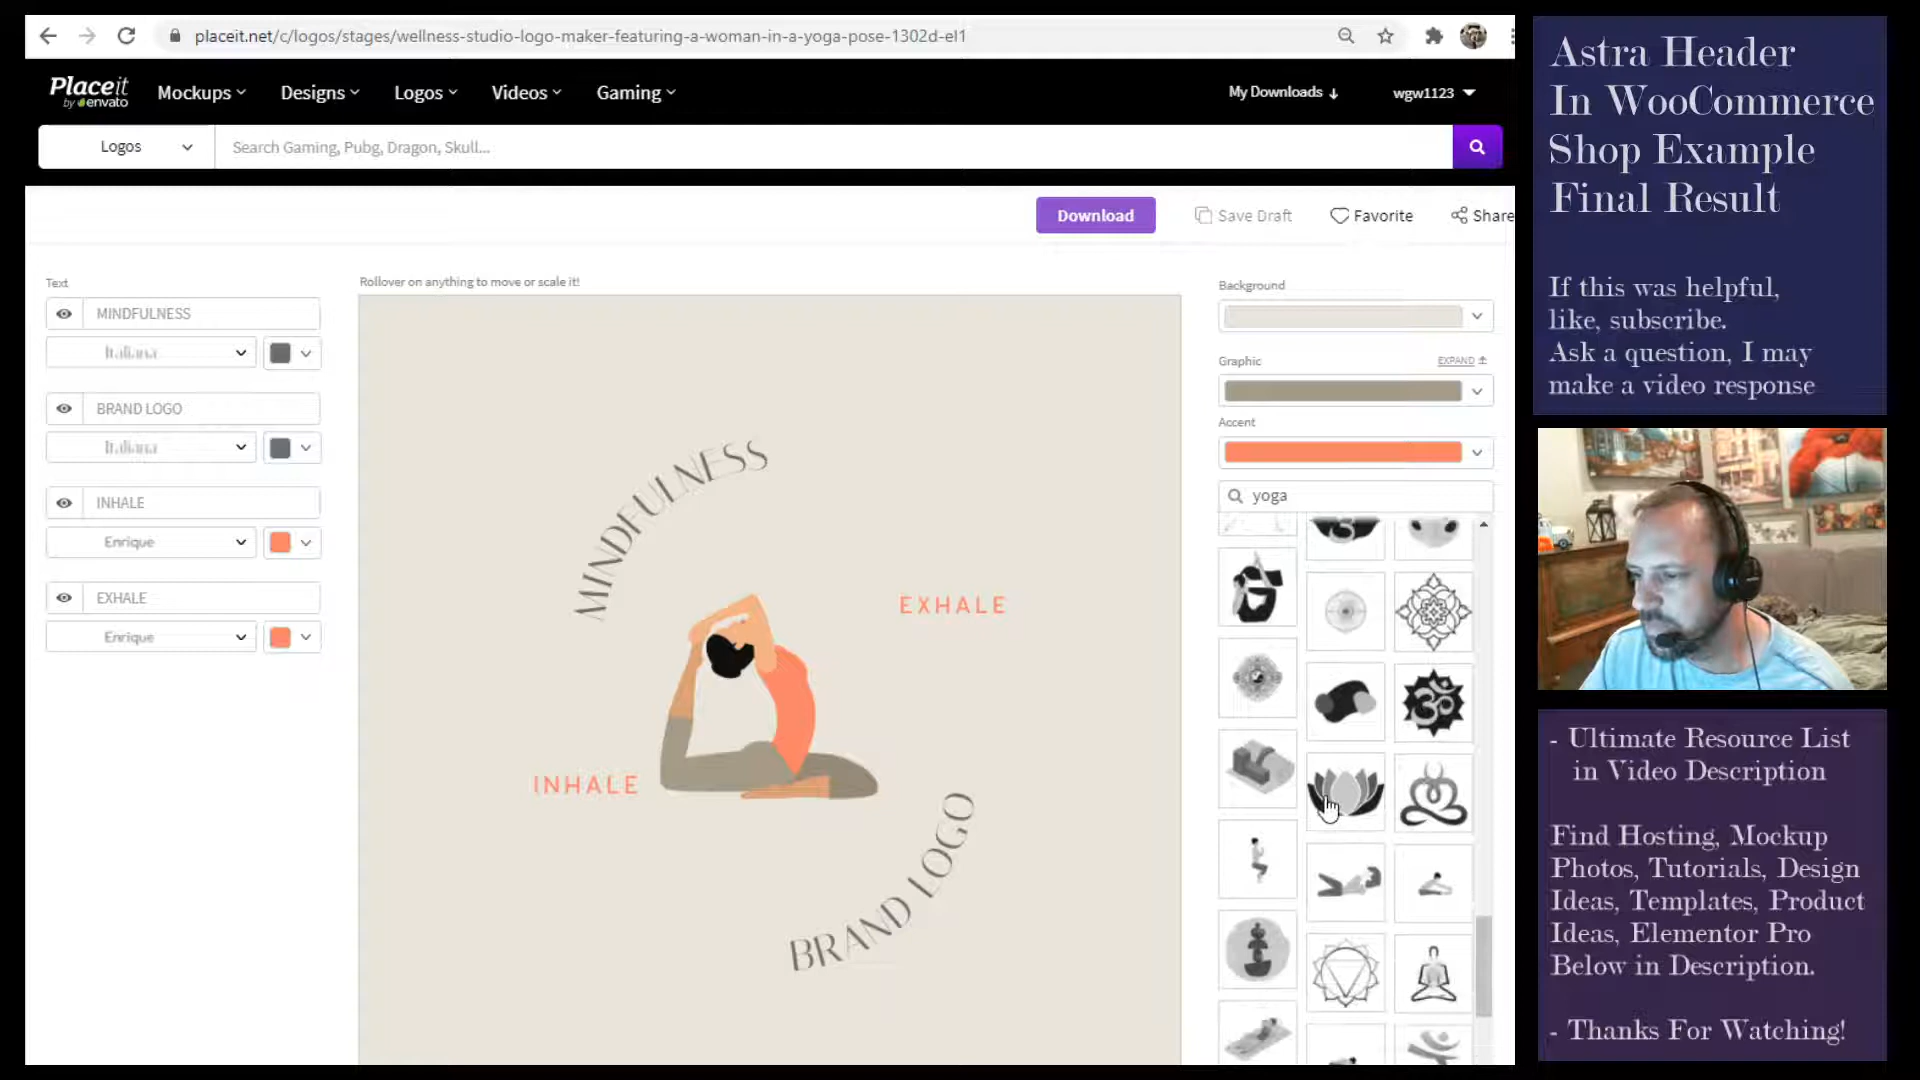 placeit.net/c/logos/stages/wellness-studio-logo-maker-featuring-a-woman-in-a-yoga-pose-1302d-el1
Placeit
by envato
Mockups
Designs
Logos
Videos
Gaming
My Downloads
wgw1123
Logos
Search Gaming, Pubg, Dragon, Skull...
Download
Save Draft
Favorite
Share
Text
MINDFULNESS
Italiana
BRAND LOGO
Italiana
INHALE
Enrique
EXHALE
Enrique
Rollover on anything to move or scale it!
MINDFULNESS
EXHALE
INHALE
BRAND LOGO
Background
Graphic
EXPAND
Accent
yoga
Astra Header
In WooCommerce
Shop Example
Final Result
If this was helpful,
like, subscribe.
Ask a question, I may
make a video response
- Ultimate Resource List
in Video Description
Find Hosting, Mockup
Photos, Tutorials, Design
Ideas, Templates, Product
Ideas, Elementor Pro
Below in Description.
- Thanks For Watching!